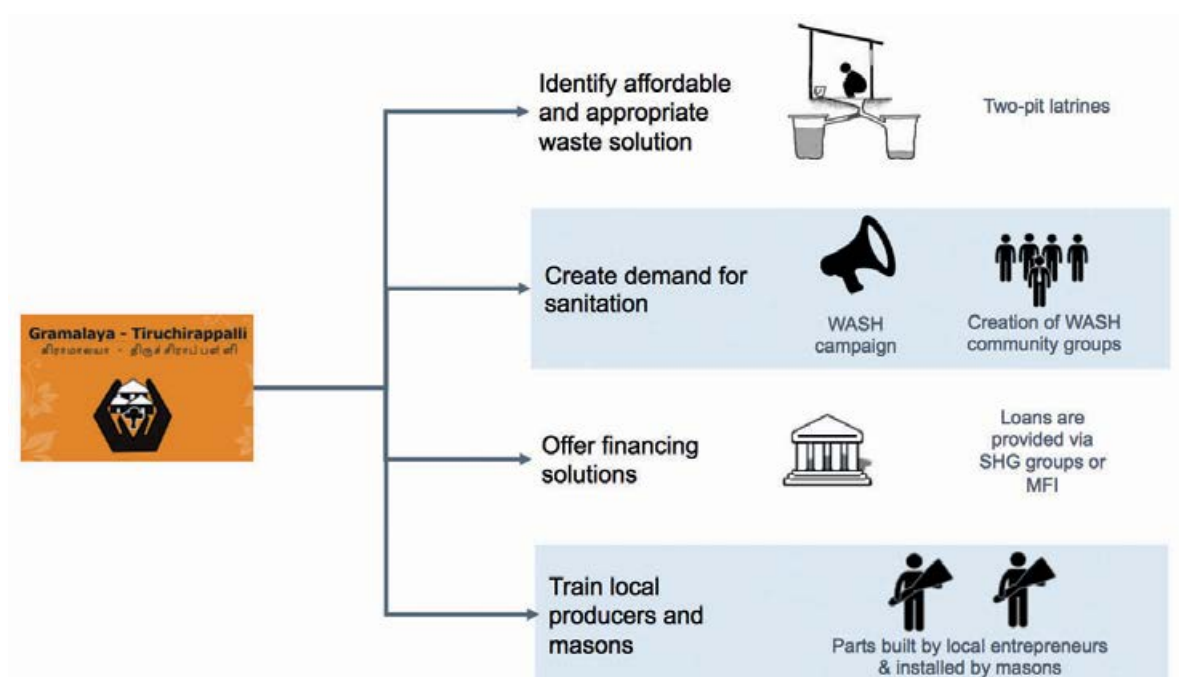 Identify affordable
and appropriate
waste solution
Two-pit latrines
Create demand for
sanitation
WASH
campaign
Creation of WASH
community groups
Gramalaya - Tiruchirappalli
கிராமாலயா - திருச்சிராப்பள்ளி
Offer financing
solutions
Loans are
provided via
SHG groups or
MFI
Train local
producers and
masons
Parts built by local entrepreneurs
& installed by masons